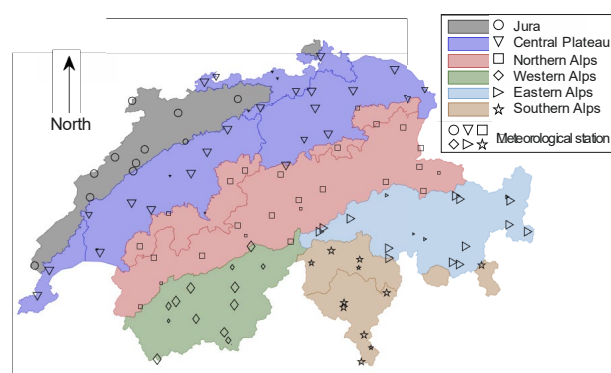 North
Jura
Central Plateau
Northern Alps
Western Alps
Eastern Alps
Southern Alps
Meteorological station